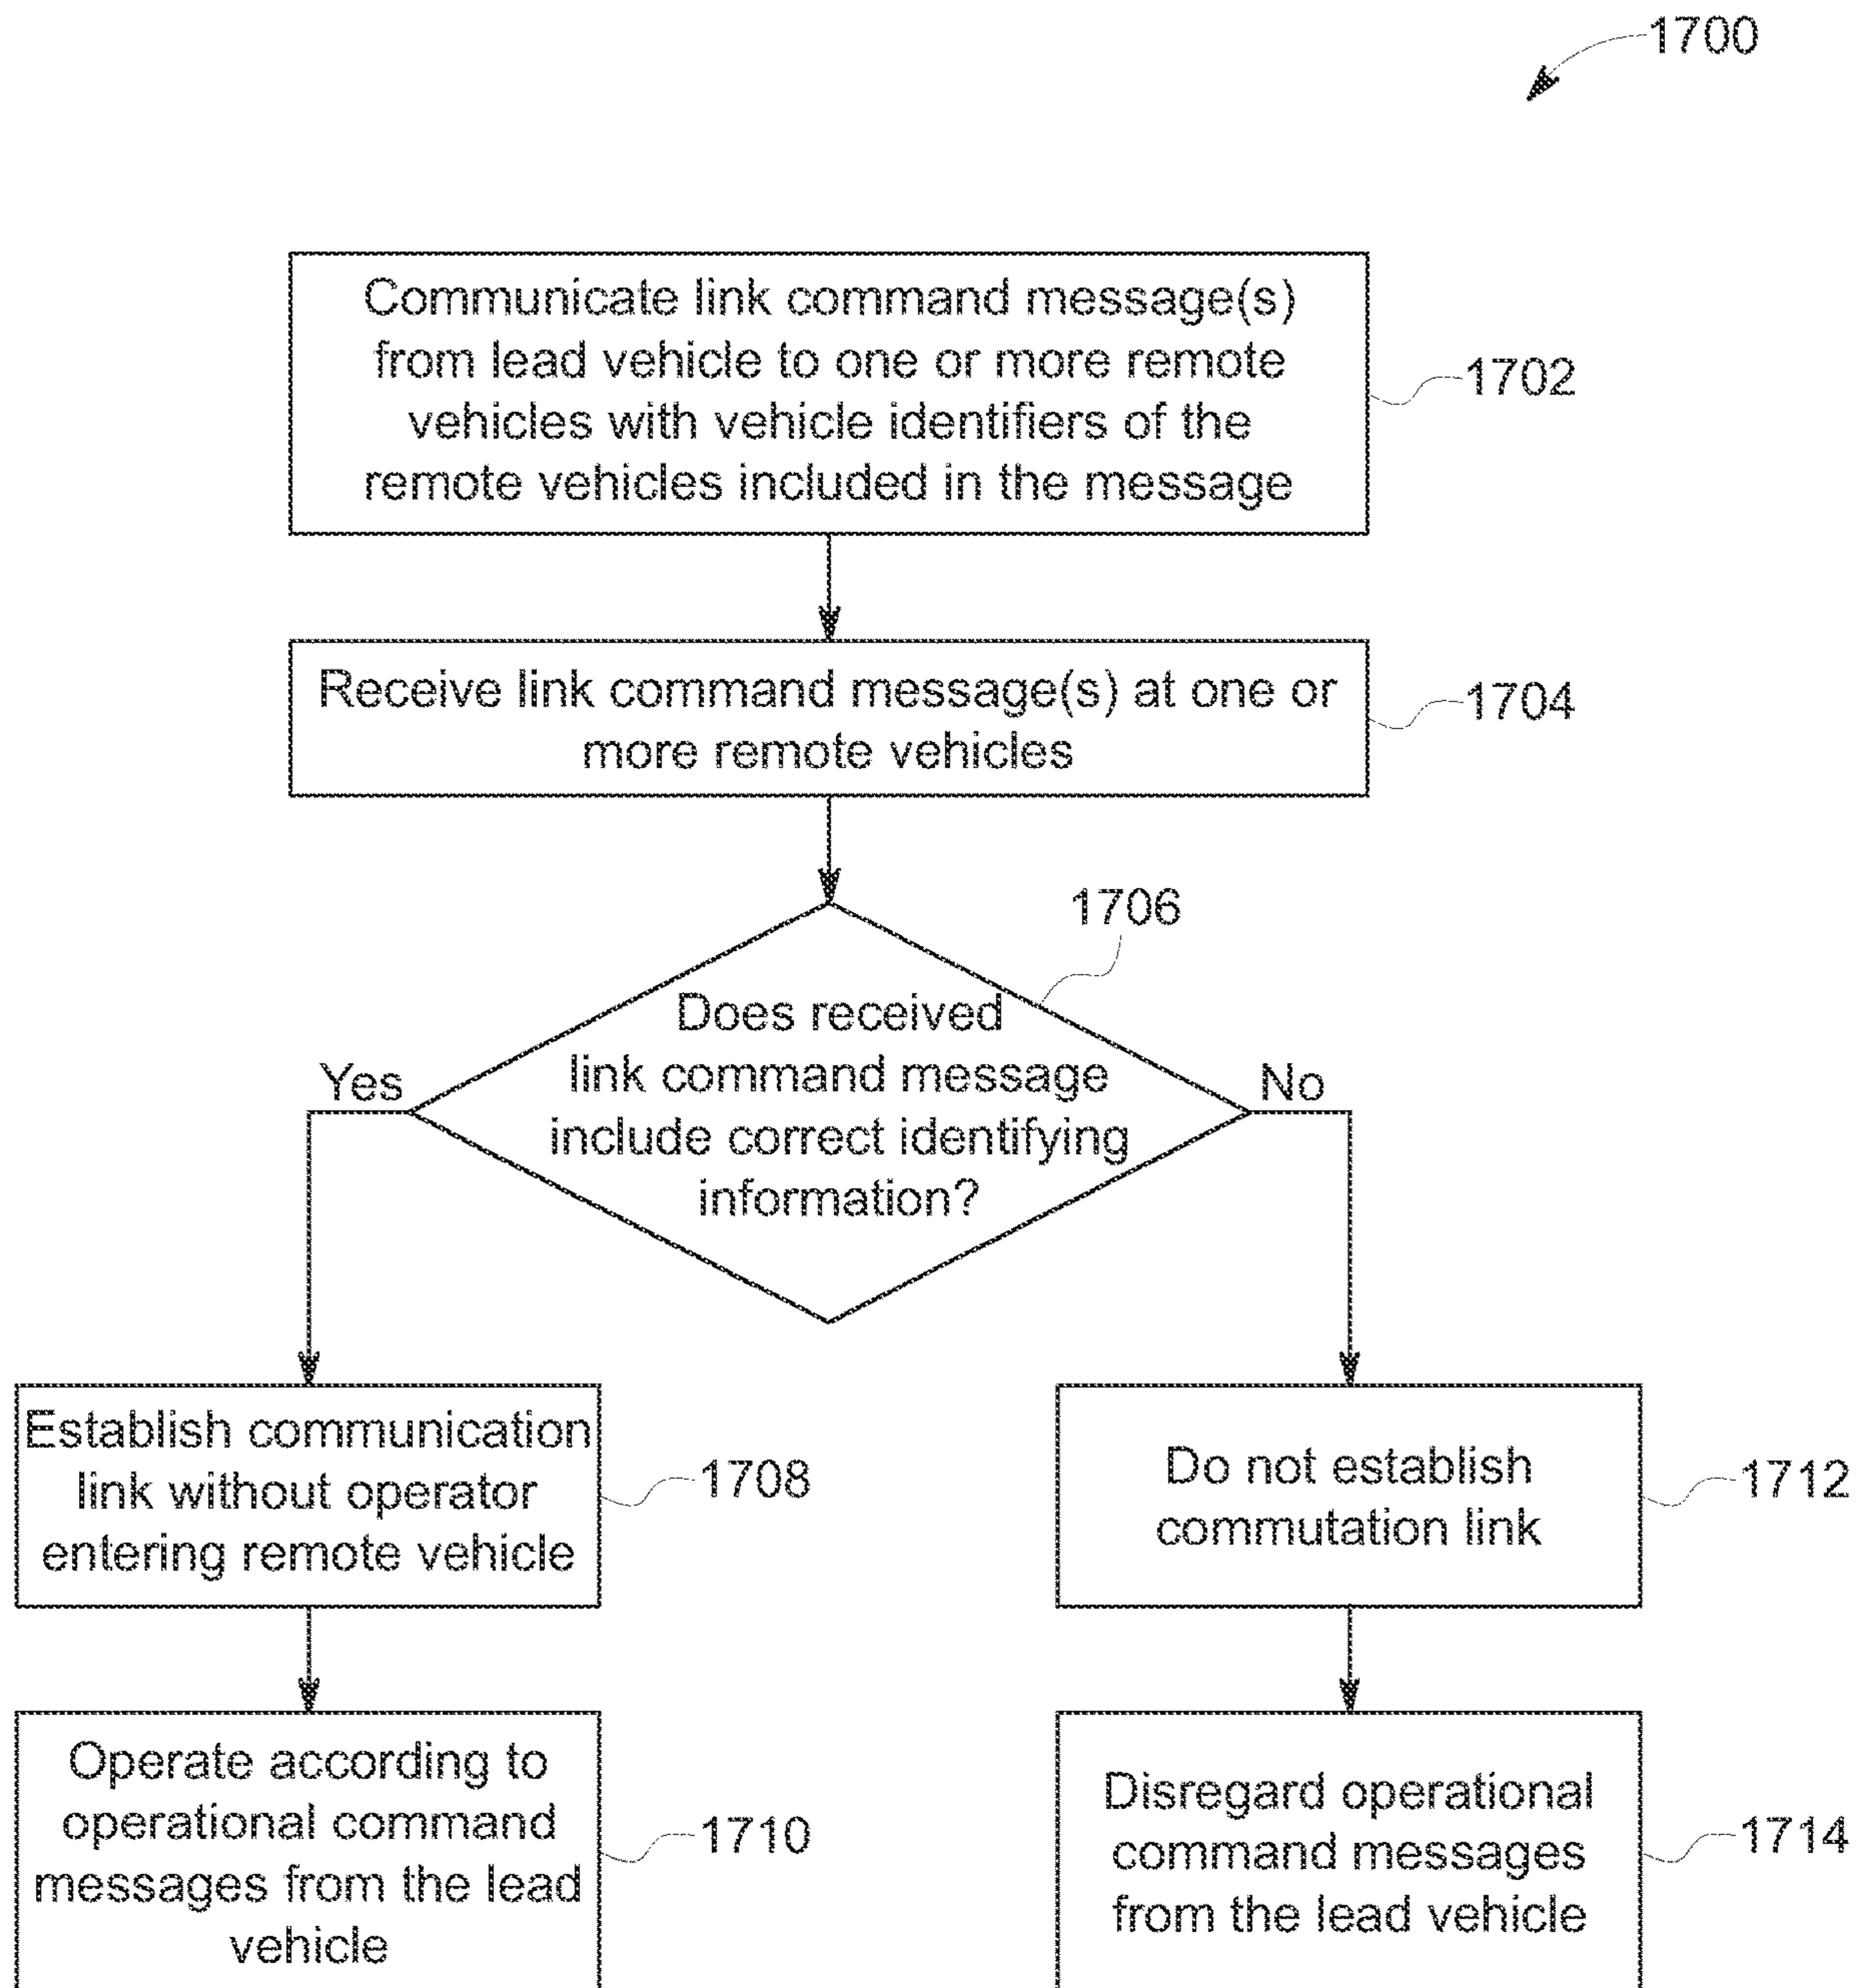 1700
Communicate link command message(s)
from lead vehicle to one or more remote
vehicles with vehicle identifiers of the
remote vehicles included in the message
1702
Receive link command message(s) at one or
more remote vehicles
1704
1706
Does received
link command message
include correct identifying
information?
Yes
No
Establish communication
link without operator
entering remote vehicle
1708
Do not establish
commutation link
1712
Operate according to
operational command
messages from the lead
vehicle
1710
Disregard operational
command messages
from the lead vehicle
1714